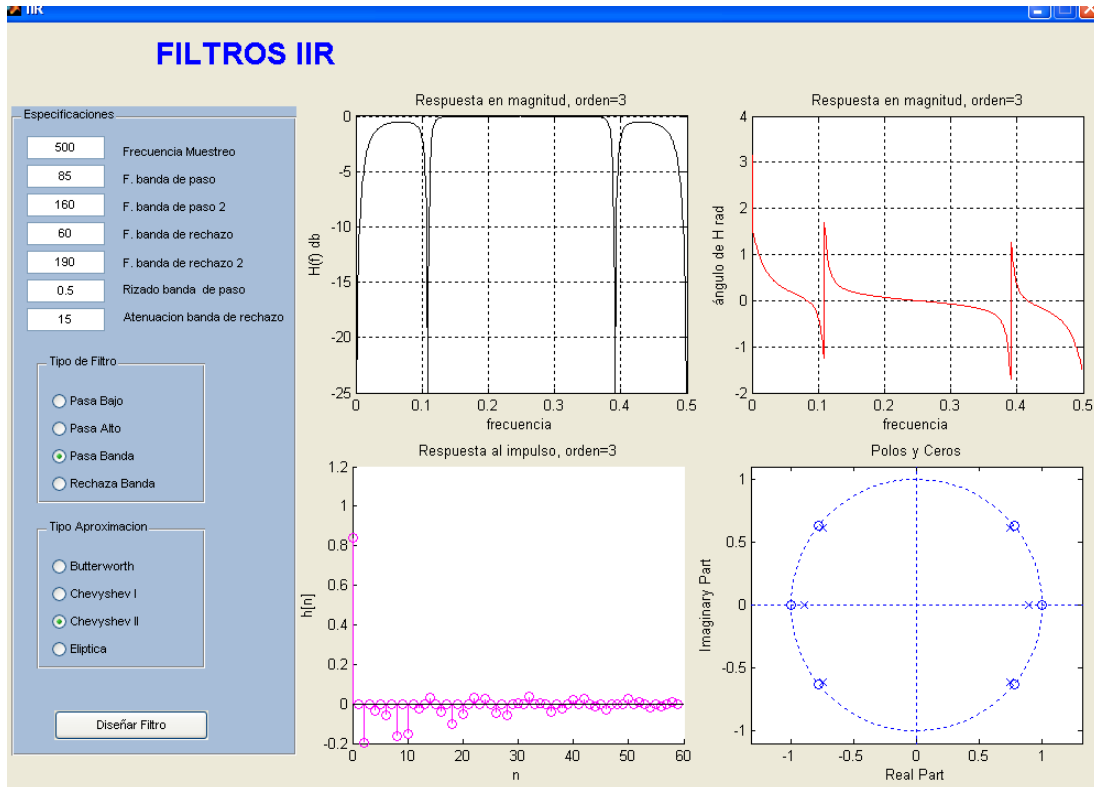 IIR
FILTROS IIR
Especificaciones
500 Frecuencia Muestreo
85 F. banda de paso
160 F. banda de paso 2
60 F. banda de rechazo
190 F. banda de rechazo 2
0.5 Rizado banda de paso
15 Atenuacion banda de rechazo
Tipo de Filtro
Pasa Bajo
Pasa Alto
Pasa Banda
Rechaza Banda
Tipo Aproximacion
Butterworth
Chevyshev I
Chevyshev II
Eliptica
Diseñar Filtro
Respuesta en magnitud, orden=3
H(f) db
0
-5
-10
-15
-20
-25
0 0.1 0.2 0.3 0.4 0.5
frecuencia
Respuesta en magnitud, orden=3
ángulo de H rad
4
3
2
1
0
-1
-2
0 0.1 0.2 0.3 0.4 0.5
frecuencia
Respuesta al impulso, orden=3
h[n]
1.2
1
0.8
0.6
0.4
0.2
0
-0.2
0 10 20 30 40 50 60
n
Polos y Ceros
Imaginary Part
1
0.5
0
-0.5
-1
-1 -0.5 0 0.5 1
Real Part